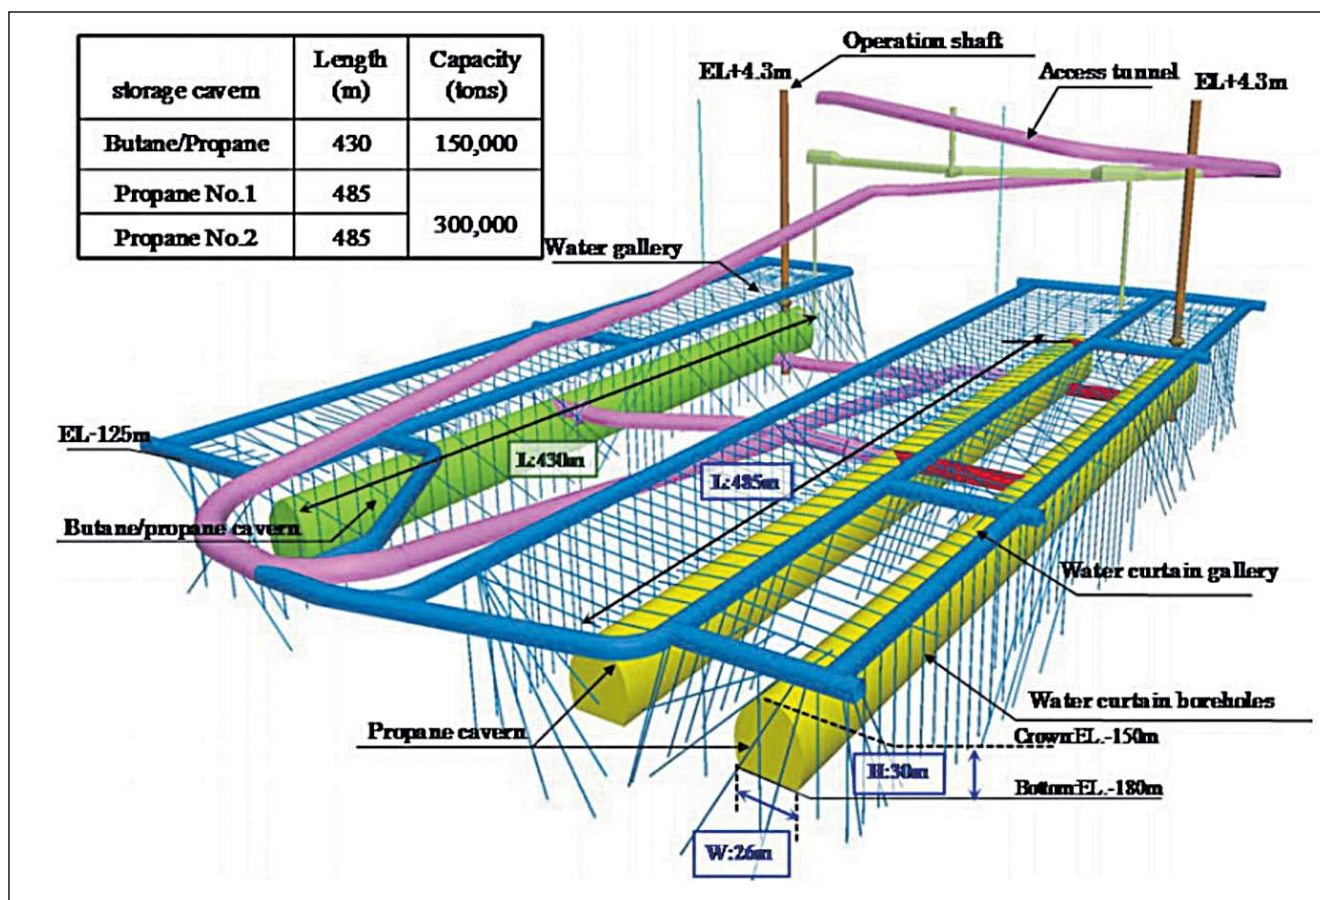 storage cavern
Length
(m)
Capacity
(tons)
Butane/Propane
430
150,000
Propane No.1
485
300,000
Propane No.2
485
Operation shaft
EL+4.3m
Access tunnel
EL+4.3m
Water gallery
EL-125m
L:430m
L:485m
Butane/propane cavern
Water curtain gallery
Water curtain boreholes
Propane cavern
Crown:EL.-150m
H:30m
Bottom:EL.-180m
W:26m